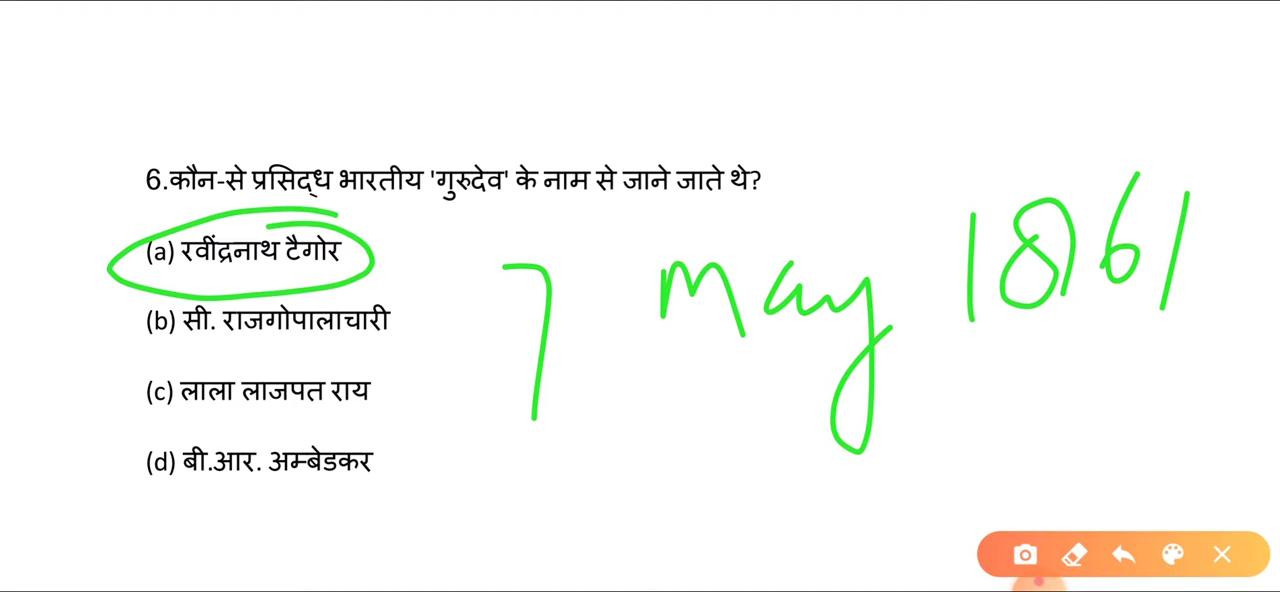 6.कौन-से प्रसिद्ध भारतीय 'गुरुदेव' के नाम से जाने जाते थे?
(a) रवींद्रनाथ टैगोर
7 May 1861
(b) सी. राजगोपालाचारी
(c) लाला लाजपत राय
(d) बी.आर. अम्बेडकर